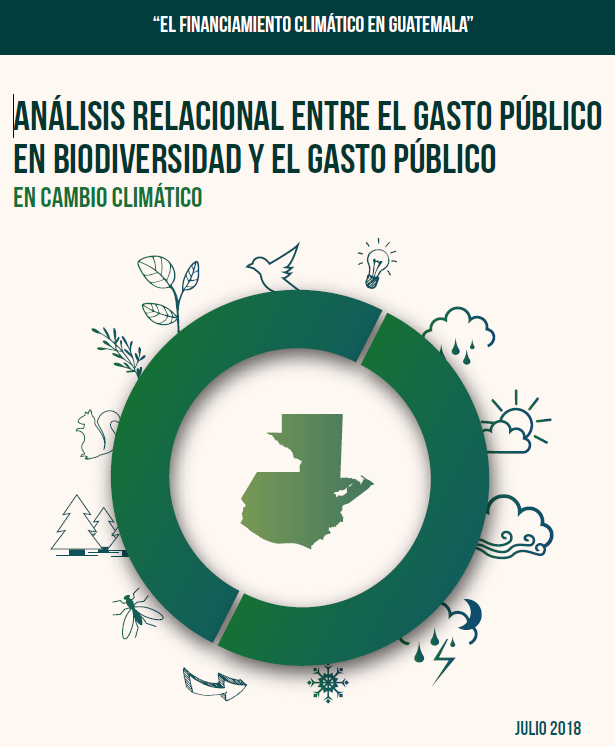 “EL FINANCIAMIENTO CLIMÁTICO EN GUATEMALA”
ANÁLISIS RELACIONAL ENTRE EL GASTO PÚBLICO
EN BIODIVERSIDAD Y EL GASTO PÚBLICO
EN CAMBIO CLIMÁTICO
JULIO 2018